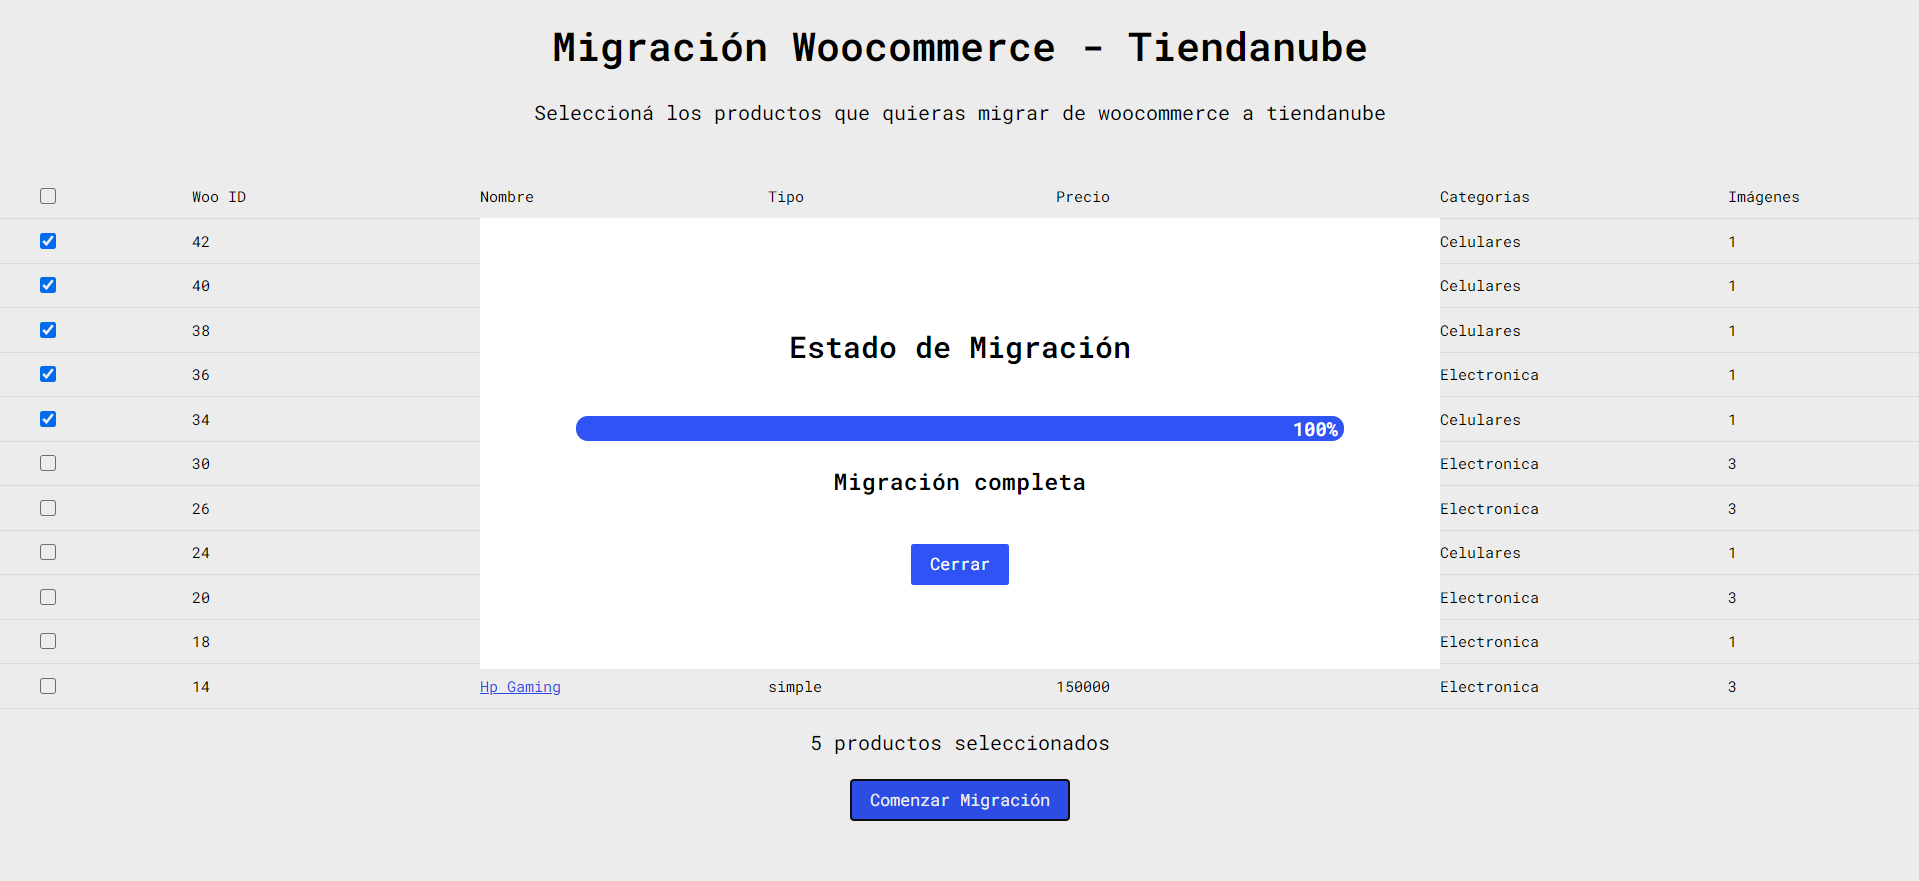 Migración Woocommerce - Tiendanube
Seleccioná los productos que quieras migrar de woocommerce a tiendanube
Woo ID Nombre Tipo Precio Categorias Imágenes
42 Celulares 1
40 Celulares 1
38 Celulares 1
Estado de Migración
36 Electronica 1
34 Celulares 1
100%
30 Electronica 3
Migración completa
26 Electronica 3
24 Celulares 1
Cerrar
20 Electronica 3
18 Electronica 1
14 Hp Gaming simple 150000 Electronica 3
5 productos seleccionados
Comenzar Migración